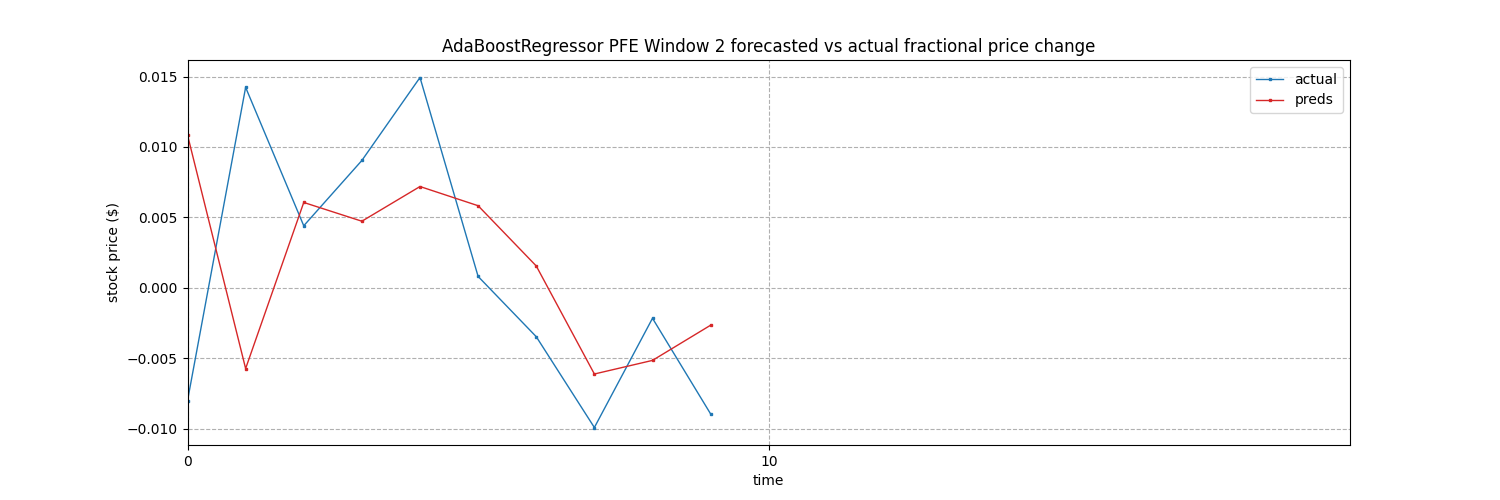 AdaBoostRegressor PFE Window 2 forecasted vs actual fractional price change
actual
preds
stock price ($)
0.015
0.010
0.005
0.000
−0.005
−0.010
0
10
time